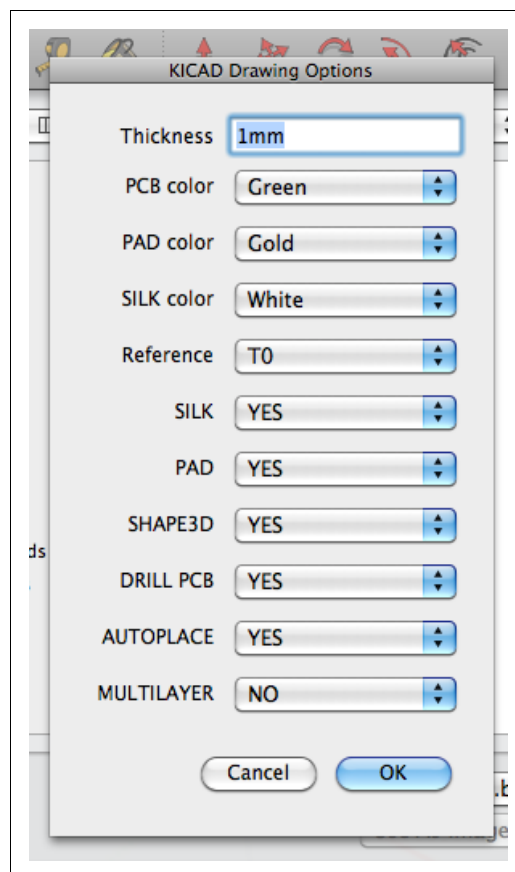 KICAD Drawing Options
Thickness 1mm
PCB color Green
PAD color Gold
SILK color White
Reference T0
SILK YES
PAD YES
ds
SHAPE3D YES
DRILL PCB YES
AUTOPLACE YES
MULTILAYER NO
Cancel OK
.b